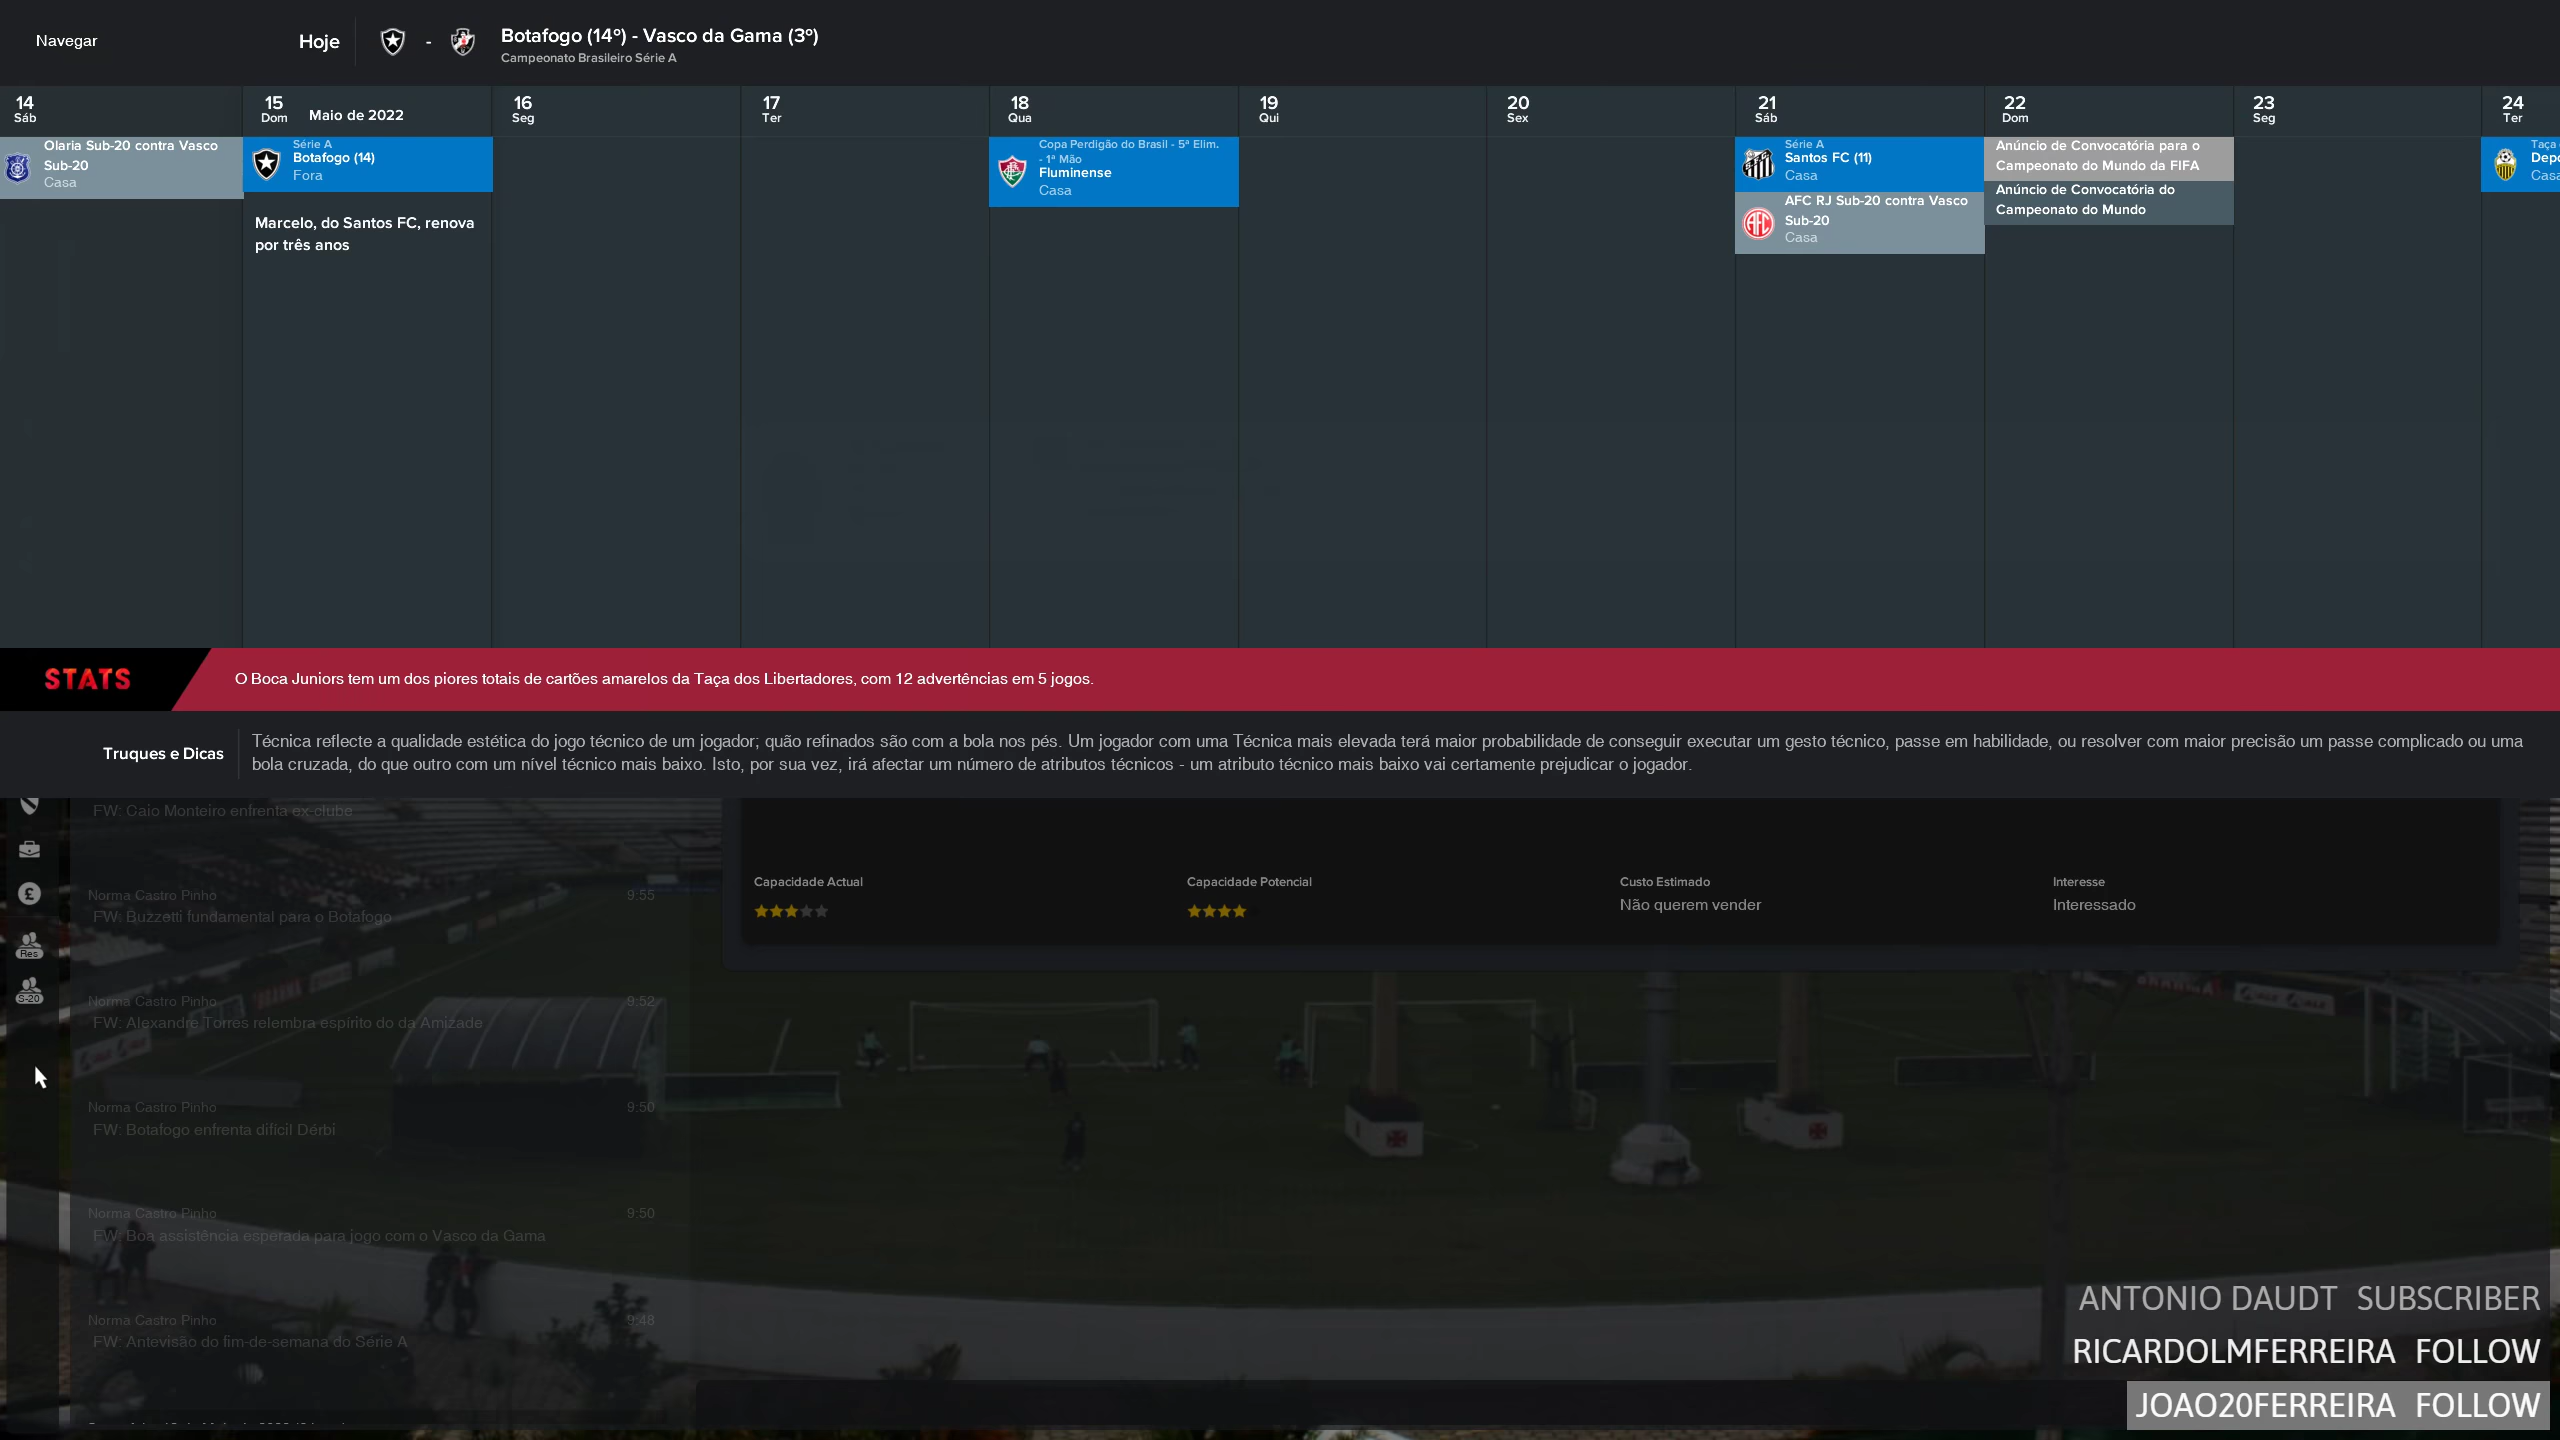 Navegar
Hoje
-
Botafogo (14º) - Vasco da Gama (3º)
Campeonato Brasileiro Série A
14
Sáb
15
Dom
Maio de 2022
16
Seg
17
Ter
18
Qua
19
Qui
20
Sex
21
Sáb
22
Dom
23
Seg
24
Ter
Olaria Sub-20 contra Vasco
Sub-20
Casa
Série A
Botafogo (14)
Fora
Marcelo, do Santos FC, renova
por três anos
Copa Perdigão do Brasil - 5ª Elim.
- 1ª Mão
Fluminense
Casa
Série A
Santos FC (11)
Casa
AFC RJ Sub-20 contra Vasco
Sub-20
Casa
Anúncio de Convocatória para o
Campeonato do Mundo da FIFA
Anúncio de Convocatória do
Campeonato do Mundo
Taça
Depo
Casa
STATS
O Boca Juniors tem um dos piores totais de cartões amarelos da Taça dos Libertadores, com 12 advertências em 5 jogos.
Truques e Dicas
Técnica reflecte a qualidade estética do jogo técnico de um jogador; quão refinados são com a bola nos pés. Um jogador com uma Técnica mais elevada terá maior probabilidade de conseguir executar um gesto técnico, passe em habilidade, ou resolver com maior precisão um passe complicado ou uma
bola cruzada, do que outro com um nível técnico mais baixo. Isto, por sua vez, irá afectar um número de atributos técnicos - um atributo técnico mais baixo vai certamente prejudicar o jogador.
FW: Caio Monteiro enfrenta ex-clube
Norma Castro Pinho 9:55
FW: Buzzetti fundamental para o Botafogo
Res
S-20
Norma Castro Pinho 9:52
FW: Alexandre Torres relembra espírito do da Amizade
Norma Castro Pinho 9:50
FW: Botafogo enfrenta difícil Dérbi
Norma Castro Pinho 9:50
FW: Boa assistência esperada para jogo com o Vasco da Gama
Norma Castro Pinho 9:48
FW: Antevisão do fim-de-semana do Série A
Capacidade Actual
Capacidade Potencial
Custo Estimado
Não querem vender
Interesse
Interessado
ANTONIO DAUDT SUBSCRIBER
RICARDOLMFERREIRA FOLLOW
JOAO20FERREIRA FOLLOW